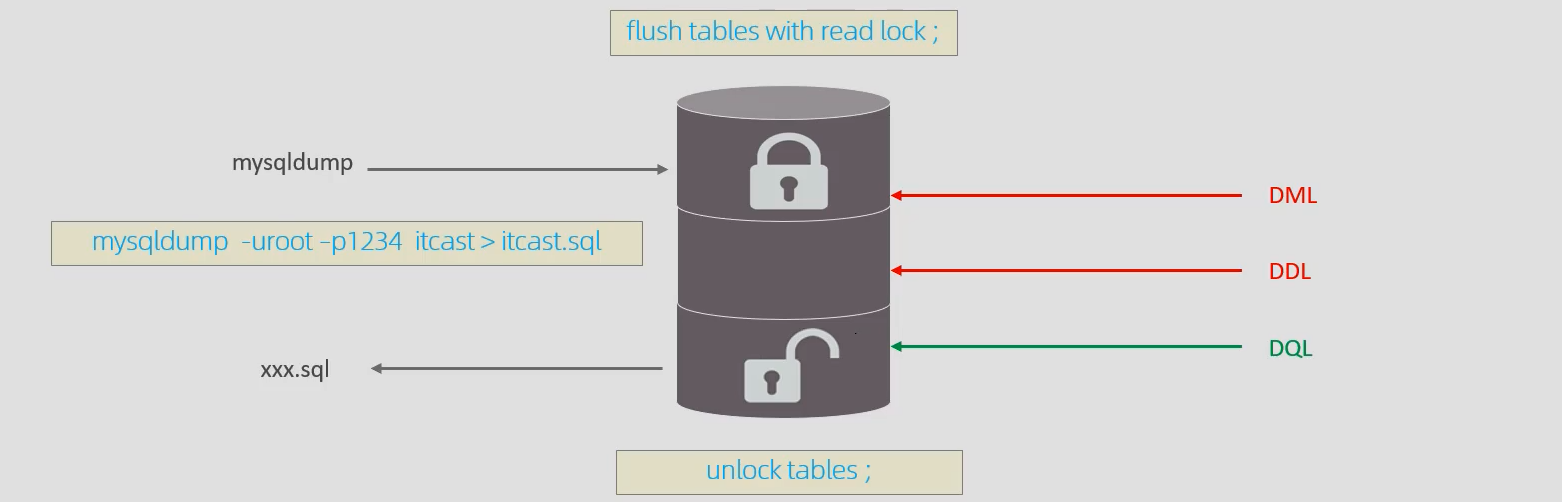 flush tables with read lock ;
mysqldump
DML
mysqldump -uroot –p1234 itcast > itcast.sql
DDL
DQL
xxx.sql
unlock tables ;